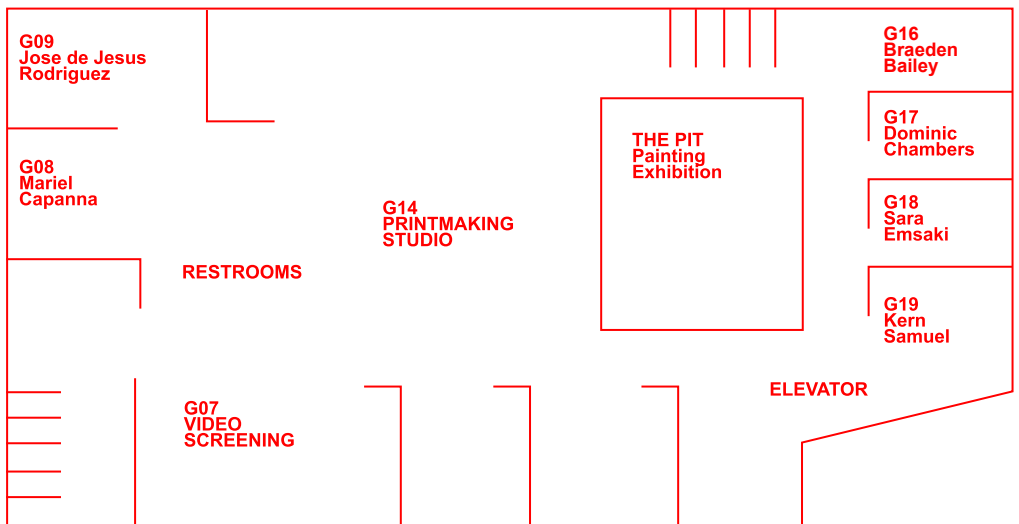 G09
Jose de Jesus
Rodriguez
G08
Mariel
Capanna
RESTROOMS
G07
VIDEO
SCREENING
G14
PRINTMAKING
STUDIO
THE PIT
Painting
Exhibition
ELEVATOR
G16
Braeden
Bailey
G17
Dominic
Chambers
G18
Sara
Emsaki
G19
Kern
Samuel